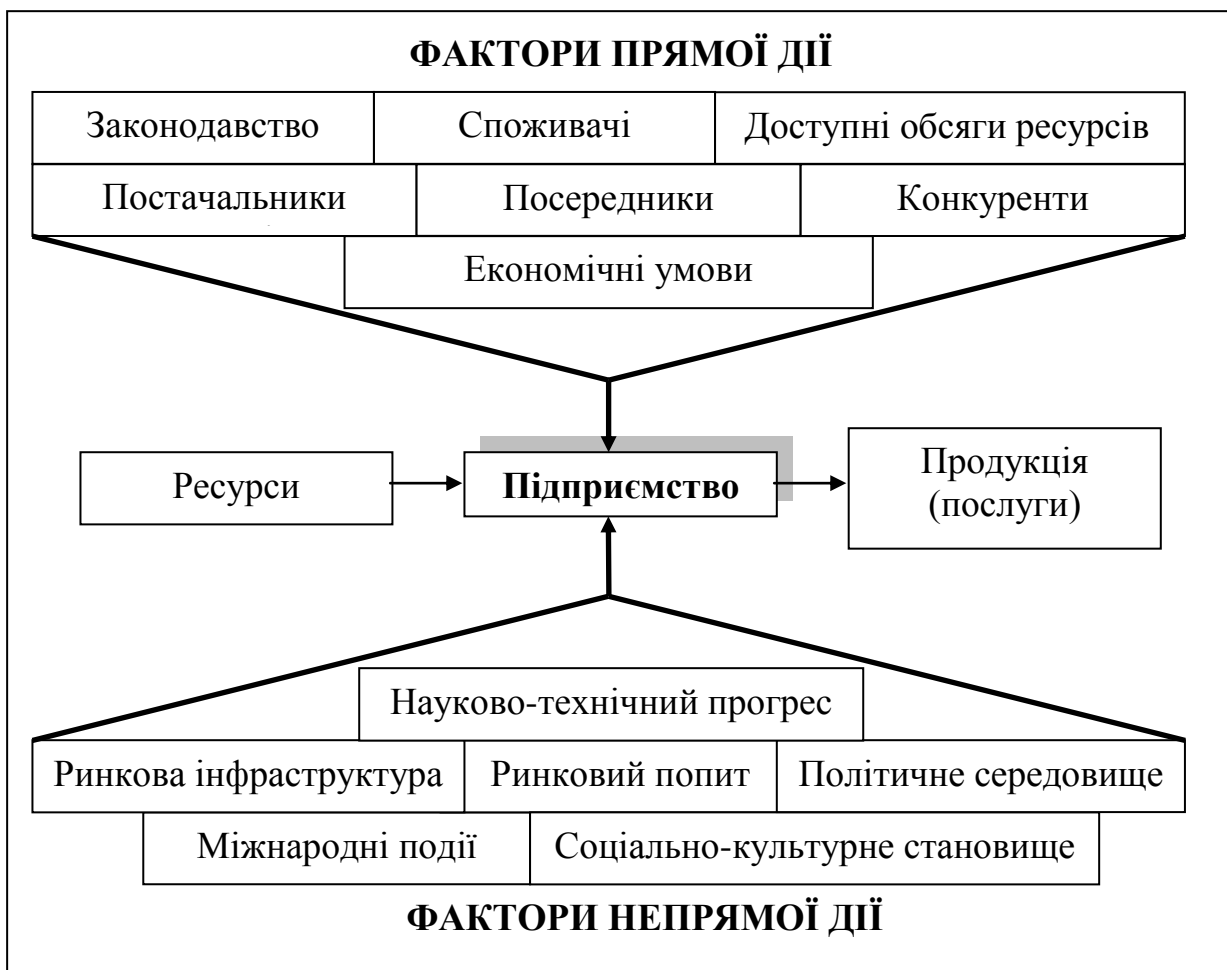 ФАКТОРИ ПРЯМОЇ ДІЇ
Законодавство
Споживачі
Доступні обсяги ресурсів
Постачальники
Посередники
Конкуренти
Економічні умови
Ресурси
Підприємство
Продукція
(послуги)
Науково-технічний прогрес
Ринкова інфраструктура
Ринковий попит
Політичне середовище
Міжнародні події
Соціально-культурне становище
ФАКТОРИ НЕПРЯМОЇ ДІЇ